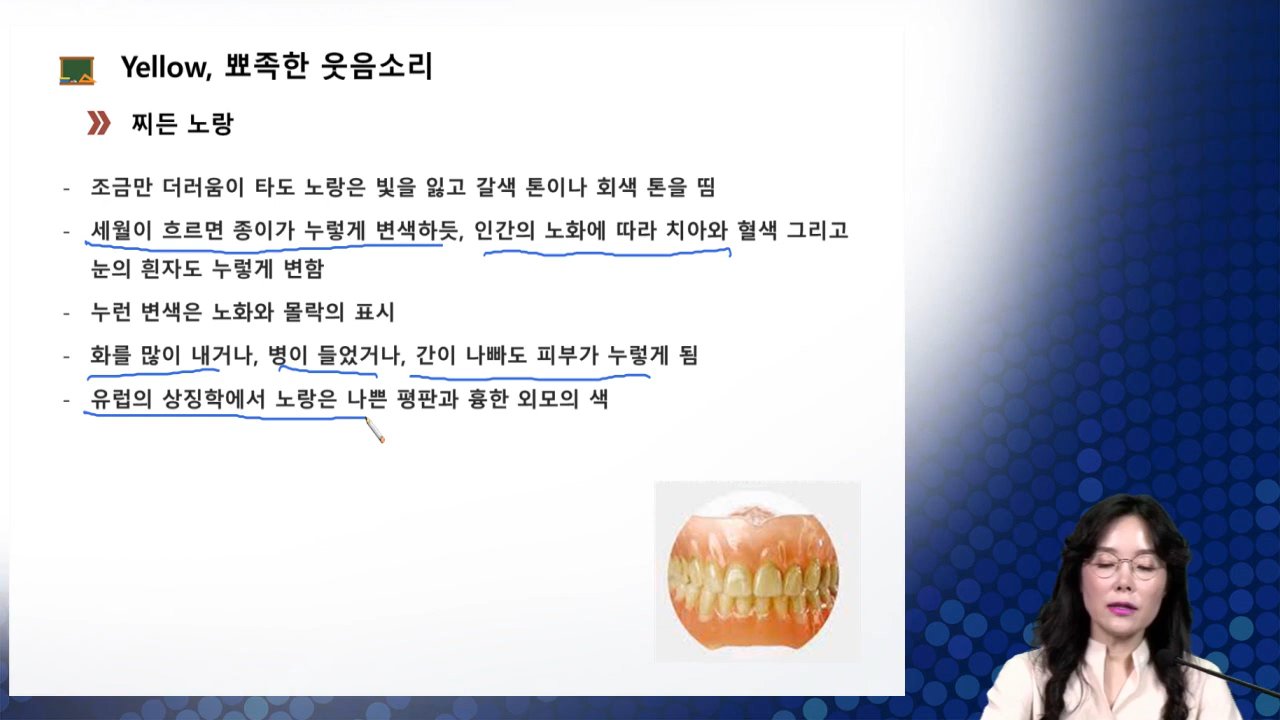 Yellow, 뾰족한 웃음소리
찌든 노랑
- 조금만 더러움이 타도 노랑은 빛을 잃고 갈색 톤이나 회색 톤을 띰
- 세월이 흐르면 종이가 누렇게 변색하듯, 인간의 노화에 따라 치아와 혈색 그리고
눈의 흰자도 누렇게 변함
- 누런 변색은 노화와 몰락의 표시
- 화를 많이 내거나, 병이 들었거나, 간이 나빠도 피부가 누렇게 됨
- 유럽의 상징학에서 노랑은 나쁜 평판과 흉한 외모의 색